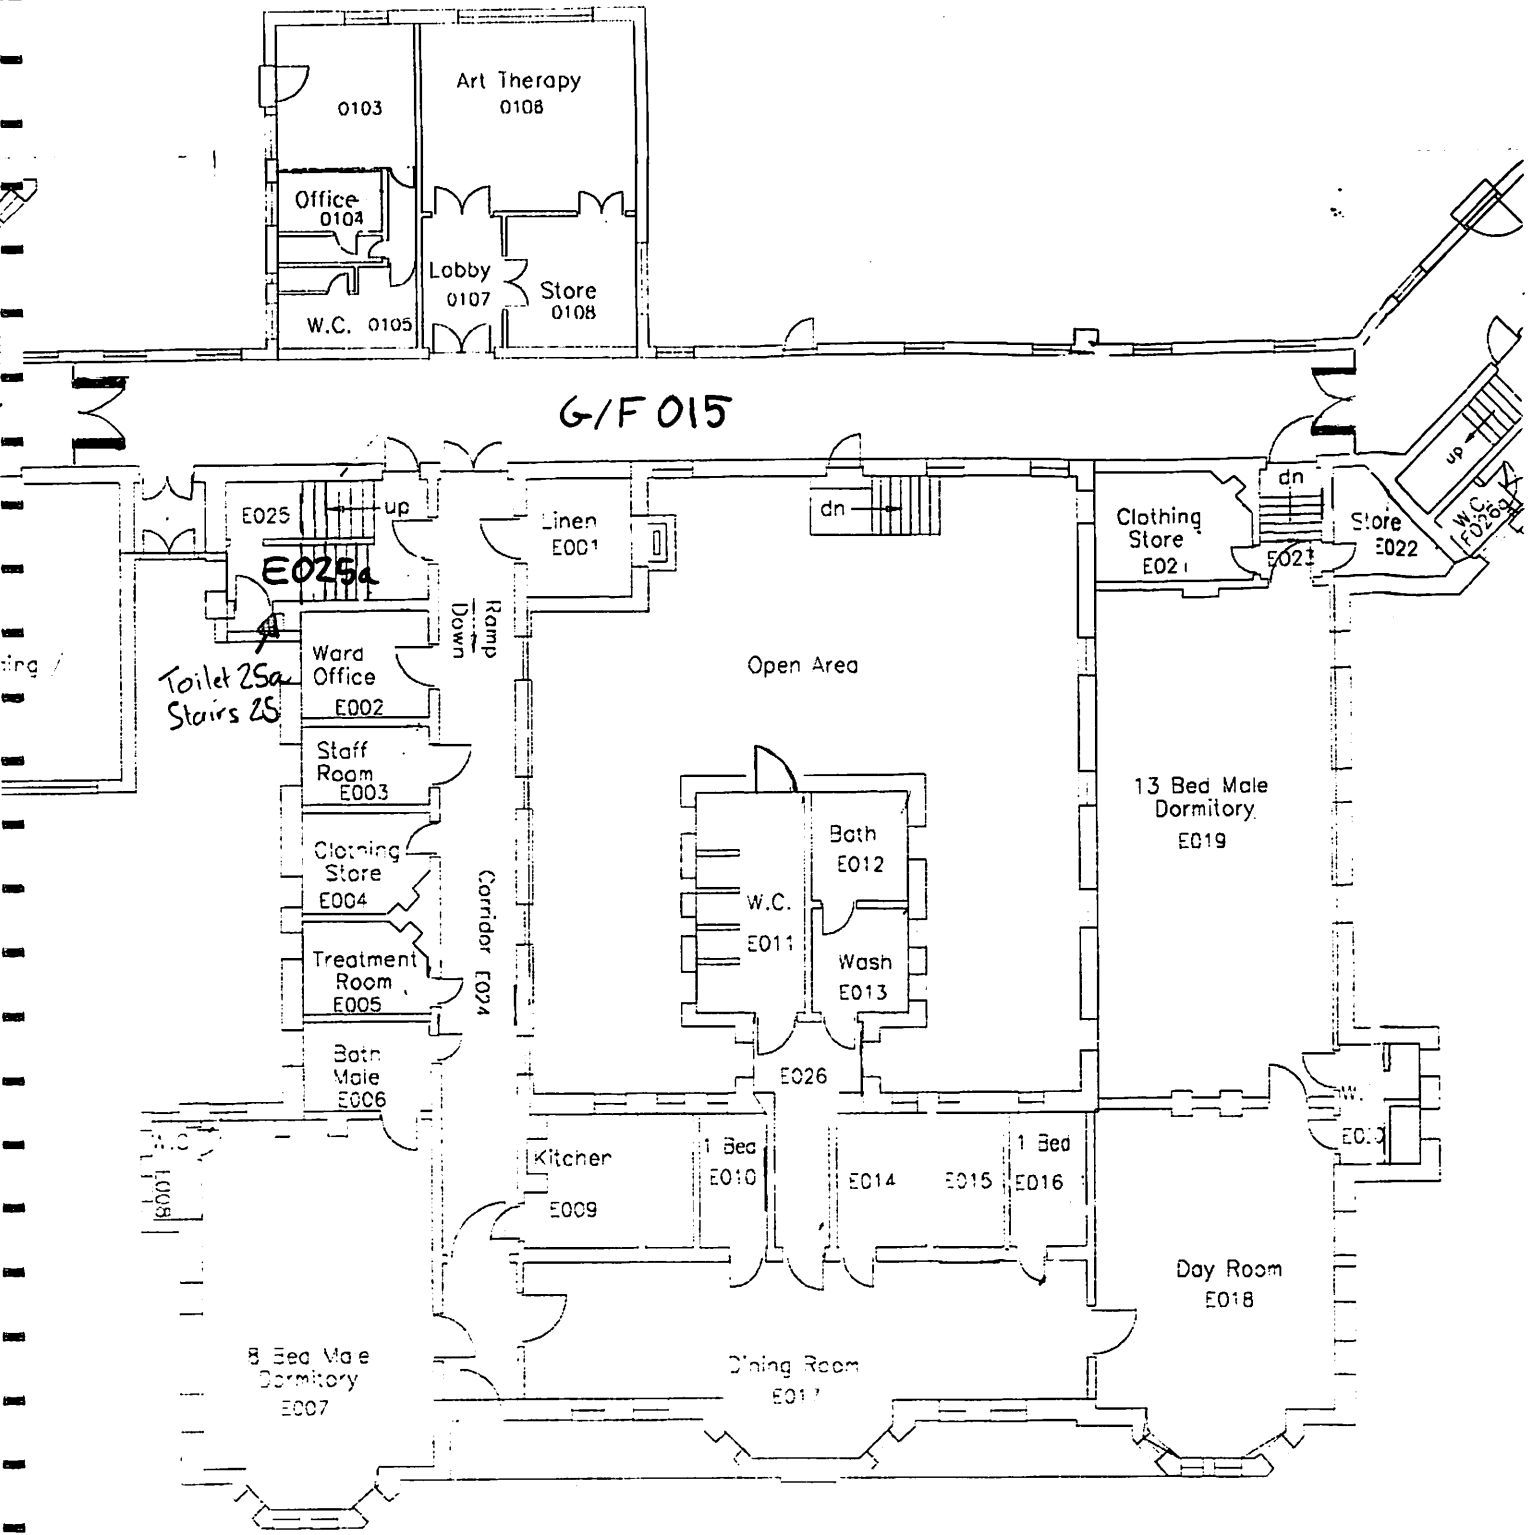 0103
Art Therapy
0106
Office
0104
Lobby
0107
Store
0108
W.C. 0105
G/F 015
E025
up
E025a
Toilet 25a
Stairs 25
Linen
E001
dn
Clothing
Store
E021
dn
E023
Store
E022
up
W.C.
F026a
Ramp
Down
Ward
Office
E002
Open Area
Staff
Room
E003
Clothing
Store
E004
Corridor E024
Treatment
Room
E005
Bath
Male
E006
W.C.
E011
Bath
E012
Wash
E013
E026
13 Bed Male
Dormitory
E019
W.C
E008
Kitchen
E009
1 Bed
E010
E014
E015
1 Bed
E016
W.
Day Room
E018
8 Bed Male
Dormitory
E007
Dining Room
E017